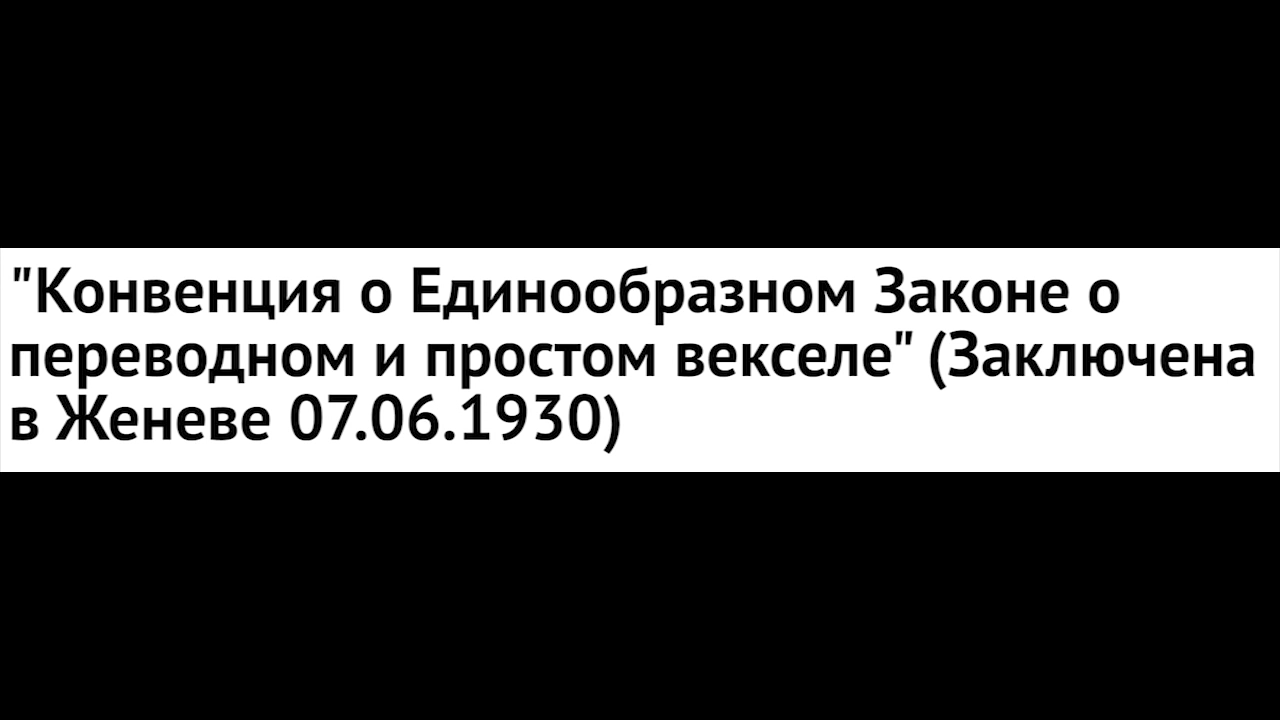 "Конвенция о Единообразном Законе о
переводном и простом векселе" (Заключена
в Женеве 07.06.1930)